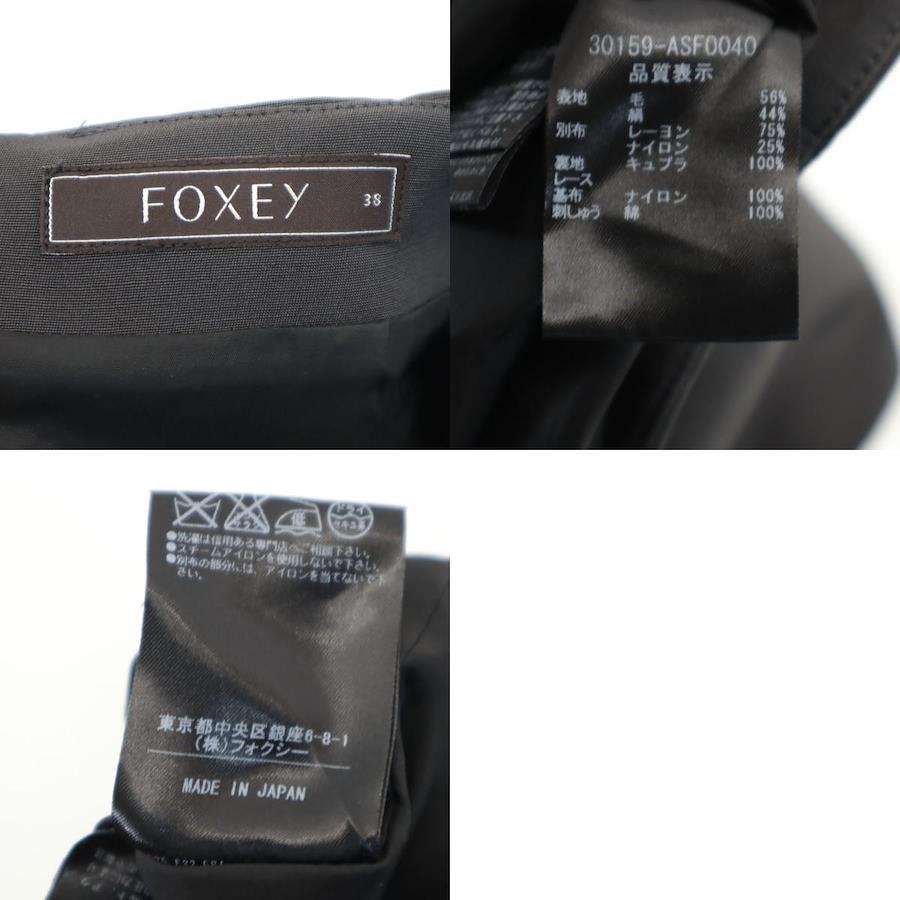 FOXEY 38
30159-ASF0040
品質表示
表地 毛 56%
絹 44%
別布 レーヨン 75%
ナイロン 25%
裏地 キュプラ 100%
レース
基布 ナイロン 100%
刺しゅう 綿 100%
低 ドライ
●洗濯は信用ある専門店へご相談下さい。
●スチームアイロンを使用しないで下さい。
●別布の部分には、アイロンを当てないで下
さい。
東京都中央区銀座6-8-1
(株)フォクシー
MADE IN JAPAN